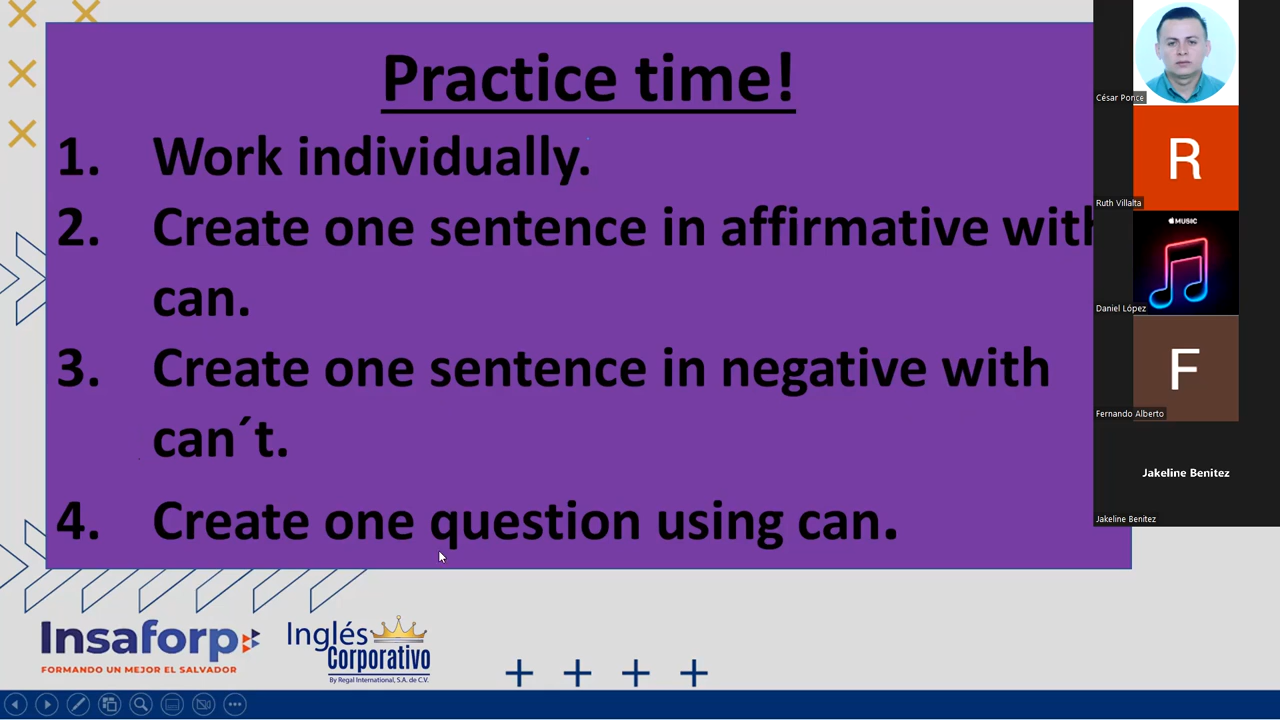 Practice time!
1. Work individually.
2. Create one sentence in affirmative with
can.
3. Create one sentence in negative with
can´t.
4. Create one question using can.
César Ponce
R
Ruth Villalta
MUSIC
Daniel López
F
Fernando Alberto
Jakeline Benitez
Jakeline Benitez
Insaforp
FORMANDO UN MEJOR EL SALVADOR
Inglés
Corporativo
By Regal International, S.A. de C.V.